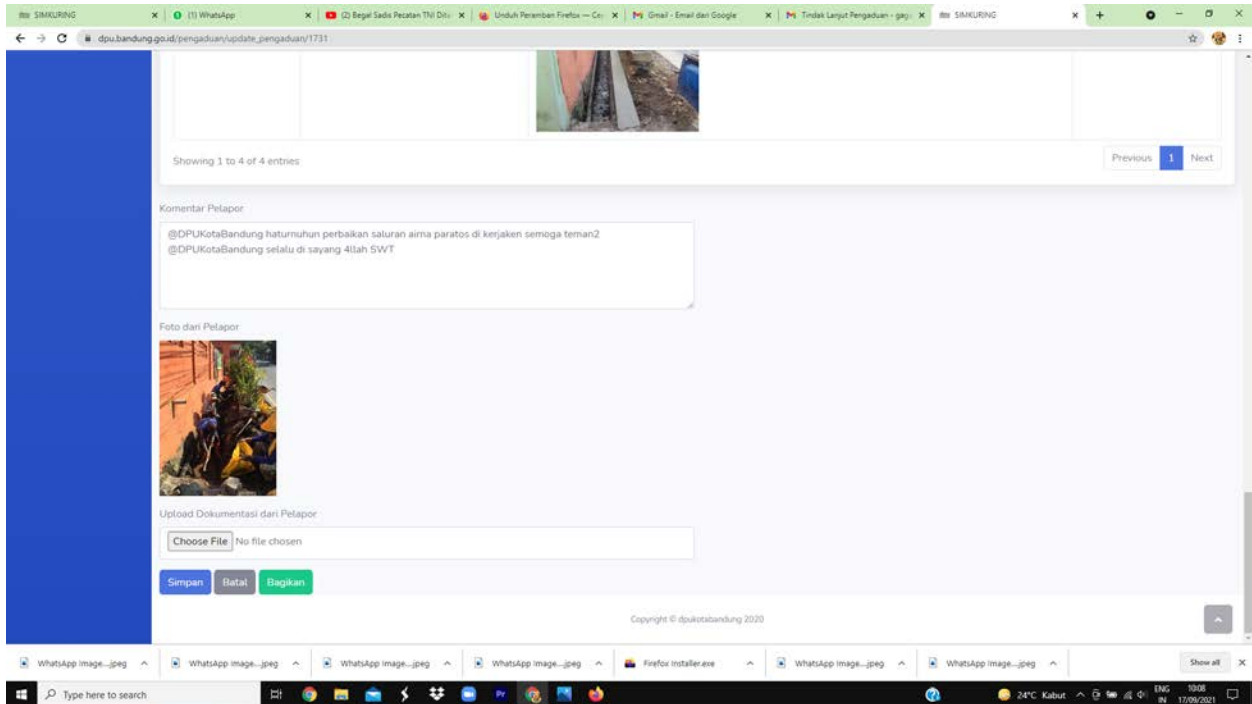 SIMKURING
(1) WhatsApp
(2) Begal Sadis Pecatan TNI Dit
Unduh Peramban Firefox — Ce
Gmail - Email dari Google
Tindak Lanjut Pengaduan - gag
SIMKURING
dpu.bandung.go.id/pengaduan/update_pengaduan/1731
Showing 1 to 4 of 4 entries
Previous 1 Next
Komentar Pelapor
@DPUKotaBandung haturnuhun perbaikan saluran airna paratos di kerjaken semoga teman2
@DPUKotaBandung selalu di sayang 4llah SWT
Foto dari Pelapor
Upload Dokumentasi dari Pelapor
Choose File No file chosen
Simpan Batal Bagikan
Copyright © dpukotabandung 2020
WhatsApp Image...jpeg
WhatsApp Image...jpeg
WhatsApp Image...jpeg
WhatsApp Image...jpeg
Firefox Installer.exe
WhatsApp Image...jpeg
WhatsApp Image...jpeg
Show all
Type here to search
24°C Kabut
ENG
IN
10:08
17/09/2021